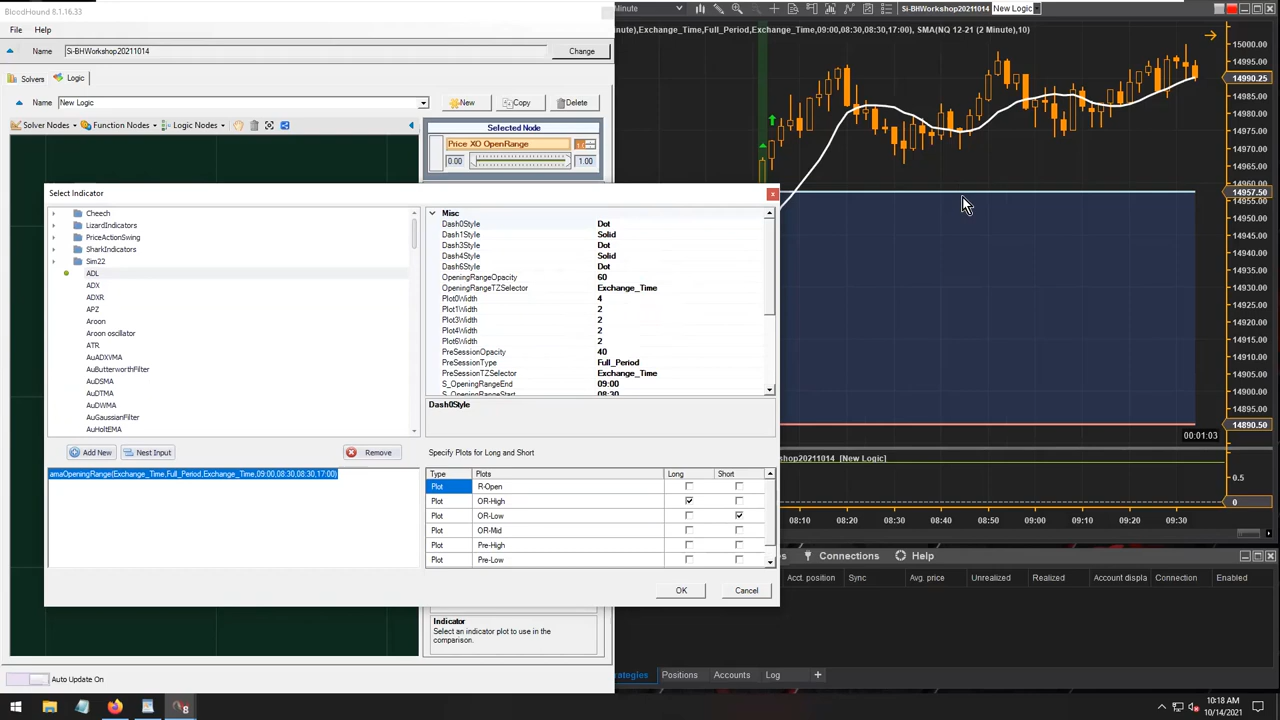 BloodHound 6.1.16.33
File Help
Name Si-BHWorkshop20211014 Change
Solvers Logic
Name New Logic New Copy Delete
Solver Nodes Function Nodes Logic Nodes
Selected Node
Price XO OpenRange
0.00 1.00
Minute
Si-BHWorkshop20211014 New Logic
nute),Exchange_Time,Full_Period,Exchange_Time,09:00,08:30,08:30,17:00), SMA(NQ 12-21 (2 Minute),10)
15000.00
14995.00
14990.25
14985.00
14980.00
14975.00
14970.00
14965.00
14960.00
14957.50
14955.00
14950.00
14945.00
14940.00
14935.00
14930.00
14925.00
14920.00
14915.00
14910.00
14905.00
14900.00
14895.00
14890.50
00:01:03
Select Indicator
Cheech
LizardIndicators
PriceActionSwing
SharkIndicators
Sim22
ADL
ADX
ADXR
APZ
Aroon
Aroon oscillator
ATR
AuADXVMA
AuButterworthFilter
AuDSMA
AuDTMA
AuDWMA
AuGaussianFilter
AuHoltEMA
Misc
Dash0Style Dot
Dash1Style Solid
Dash3Style Dot
Dash4Style Solid
Dash6Style Dot
OpeningRangeOpacity 60
OpeningRangeTZSelector Exchange_Time
Plot0Width 4
Plot1Width 2
Plot3Width 2
Plot4Width 2
Plot6Width 2
PreSessionOpacity 40
PreSessionType Full_Period
PreSessionTZSelector Exchange_Time
S_OpeningRangeEnd 09:00
S_OpeningRangeStart 08:30
Dash0Style
Add New Nest Input Remove
Specify Plots for Long and Short
amaOpeningRange(Exchange_Time,Full_Period,Exchange_Time,09:00,08:30,08:30,17:00)
Type Plots Long Short
Plot R-Open
Plot OR-High
Plot OR-Low
Plot OR-Mid
Plot Pre-High
Plot Pre-Low
OK Cancel
Indicator
Select an indicator plot to use in the
comparison.
Auto Update On
hop20211014 [New Logic]
0.5
0
08:10 08:20 08:30 08:40 08:50 09:00 09:10 09:20 09:30
es Connections Help
Acct. position Sync Avg. price Unrealized Realized Account displa Connection Enabled
rategies Positions Accounts Log +
10:18 AM
10/14/2021